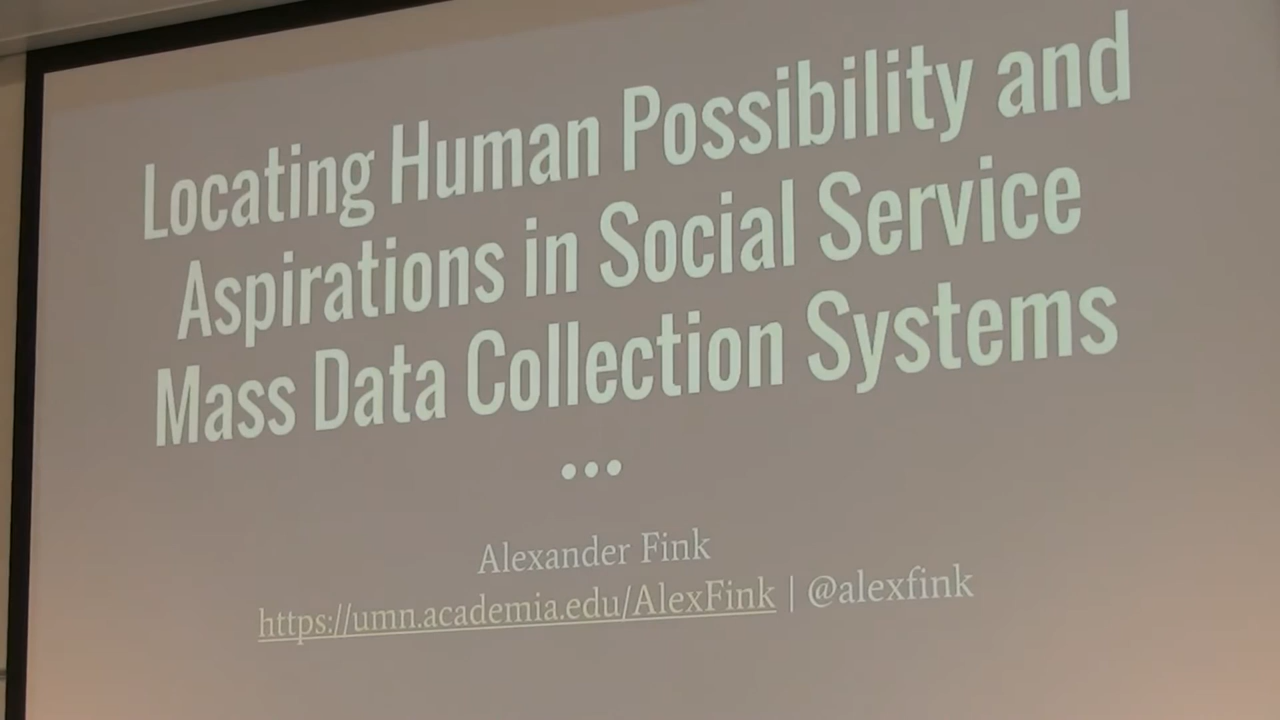 Locating Human Possibility and
Aspirations in Social Service
Mass Data Collection Systems
Alexander Fink
https://umn.academia.edu/AlexFink | @alexfink